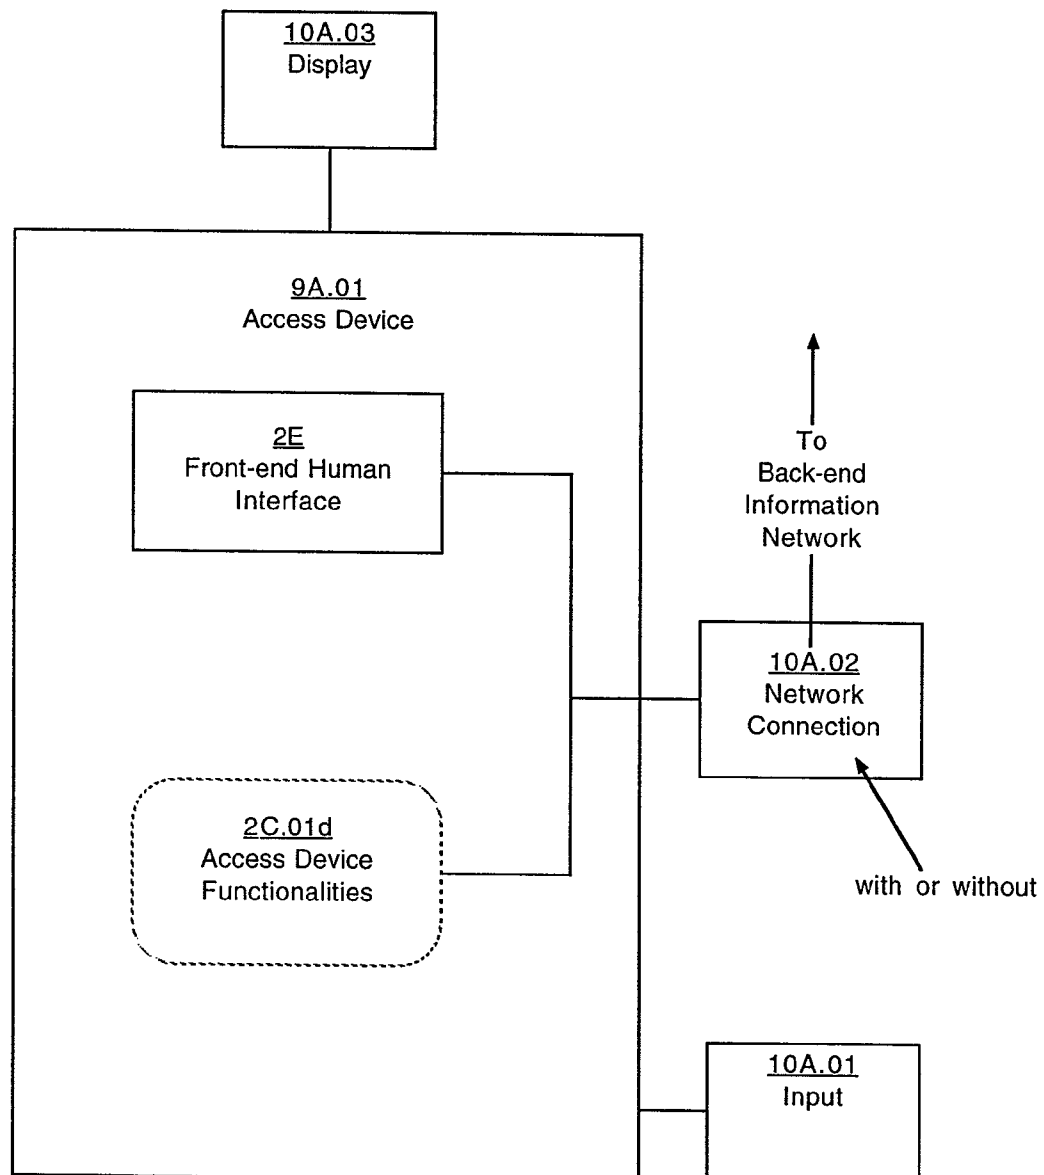 10A.03
Display
9A.01
Access Device
2E
Front-end Human
Interface
To
Back-end
Information
Network
10A.02
Network
Connection
2C.01d
Access Device
Functionalities
with or without
10A.01
Input